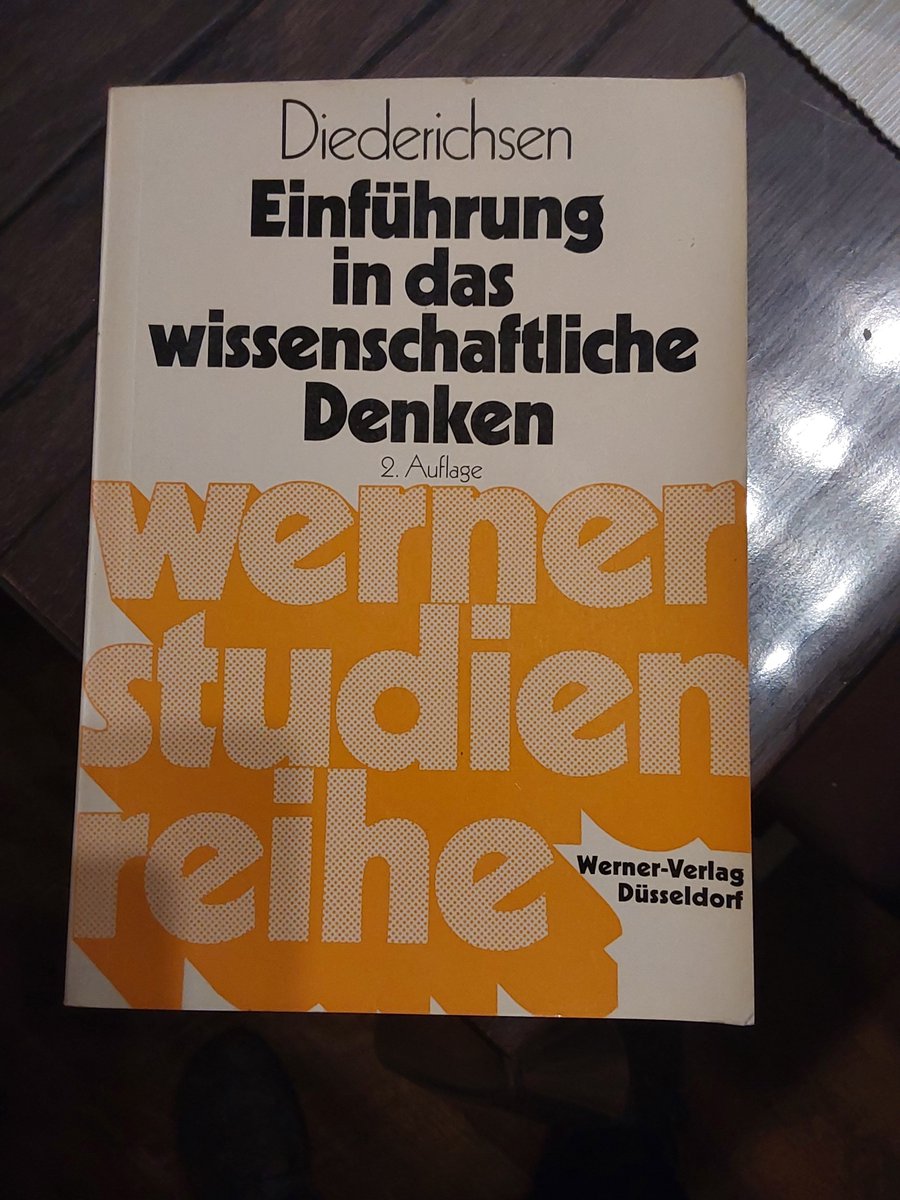 Diederichsen
Einführung
in das
wissenschaftliche
Denken
2. Auflage
werner
studien
reihe
Werner-Verlag
Düsseldorf